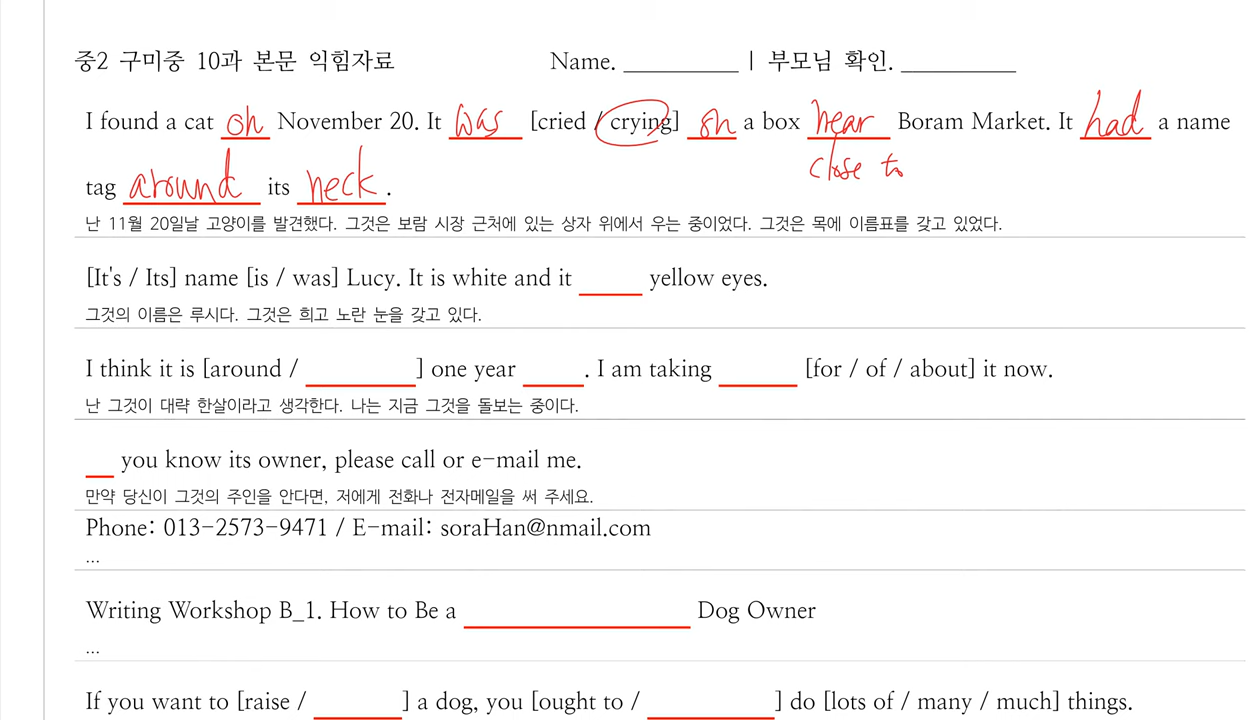 중2 구미중 10과 본문 익힘자료 Name. __________ | 부모님 확인. __________
I found a cat on November 20. It was [cried / crying] on a box near Boram Market. It had a name
close to
tag around its neck.
난 11월 20일날 고양이를 발견했다. 그것은 보람 시장 근처에 있는 상자 위에서 우는 중이었다. 그것은 목에 이름표를 갖고 있었다.
[It's / Its] name [is / was] Lucy. It is white and it _____ yellow eyes.
그것의 이름은 루시다. 그것은 희고 노란 눈을 갖고 있다.
I think it is [around / _________] one year _____. I am taking ______ [for / of / about] it now.
난 그것이 대략 한살이라고 생각한다. 나는 지금 그것을 돌보는 중이다.
__ you know its owner, please call or e-mail me.
만약 당신이 그것의 주인을 안다면, 저에게 전화나 전자메일을 써 주세요.
Phone: 013-2573-9471 / E-mail: soraHan@nmail.com
...
Writing Workshop B_1. How to Be a __________________ Dog Owner
...
If you want to [raise / _______] a dog, you [ought to / __________] do [lots of / many / much] things.